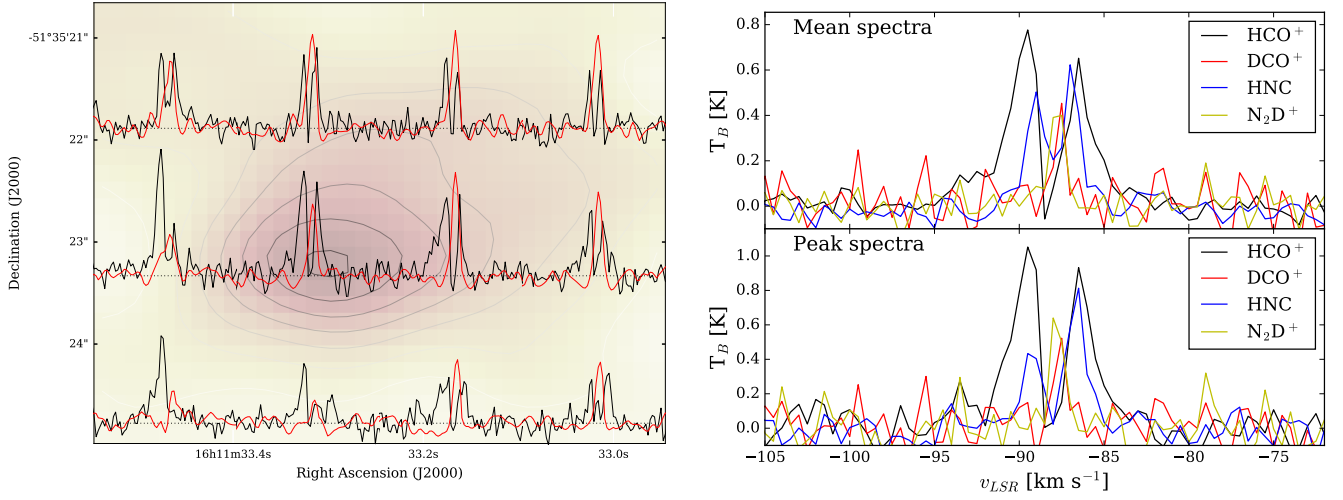 -51°35'21"
22"
23"
24"
Declination (J2000)
16h11m33.4s
33.2s
33.0s
Right Ascension (J2000)
Mean spectra
HCO⁺
DCO⁺
HNC
N₂D⁺
0.8
0.6
0.4
0.2
0.0
T_B [K]
Peak spectra
HCO⁺
DCO⁺
HNC
N₂D⁺
1.0
0.8
0.6
0.4
0.2
0.0
T_B [K]
−105
−100
−95
−90
−85
−80
−75
v_LSR [km s⁻¹]